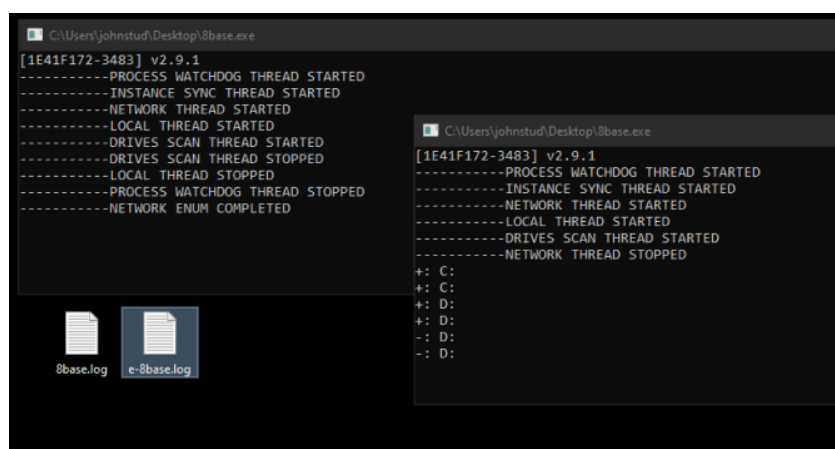 C:\Users\johnstud\Desktop\8base.exe
[1E41F172-3483] v2.9.1
-----------PROCESS WATCHDOG THREAD STARTED
-----------INSTANCE SYNC THREAD STARTED
-----------NETWORK THREAD STARTED
-----------LOCAL THREAD STARTED
-----------DRIVES SCAN THREAD STARTED
-----------DRIVES SCAN THREAD STOPPED
-----------LOCAL THREAD STOPPED
-----------PROCESS WATCHDOG THREAD STOPPED
-----------NETWORK ENUM COMPLETED
C:\Users\johnstud\Desktop\8base.exe
[1E41F172-3483] v2.9.1
-----------PROCESS WATCHDOG THREAD STARTED
-----------INSTANCE SYNC THREAD STARTED
-----------NETWORK THREAD STARTED
-----------LOCAL THREAD STARTED
-----------DRIVES SCAN THREAD STARTED
-----------NETWORK THREAD STOPPED
+: C:
+: C:
+: D:
+: D:
-: D:
-: D:
8base.log
e-8base.log